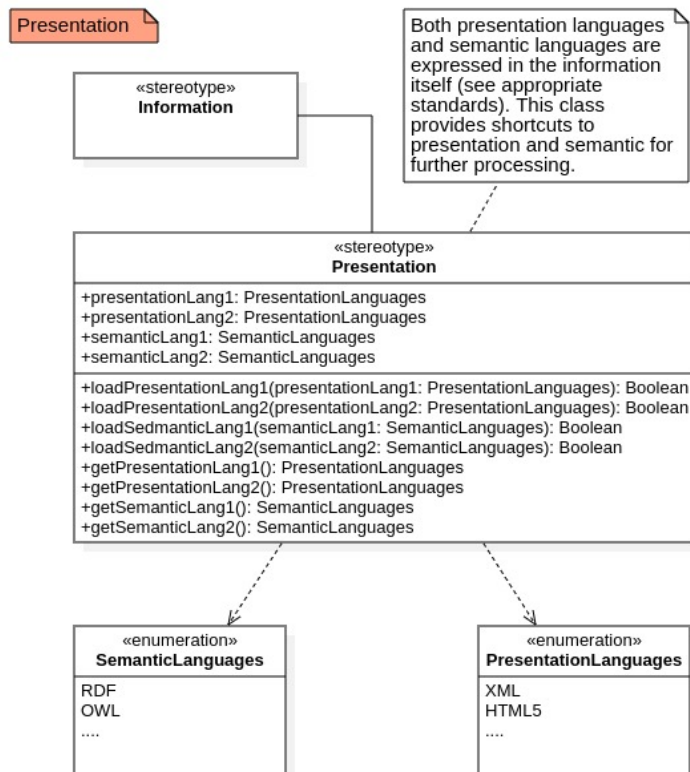 Presentation
Both presentation languages
and semantic languages are
expressed in the information
itself (see appropriate
standards). This class
provides shortcuts to
presentation and semantic for
further processing.
«stereotype»
Information
«stereotype»
Presentation
+presentationLang1: PresentationLanguages
+presentationLang2: PresentationLanguages
+semanticLang1: SemanticLanguages
+semanticLang2: SemanticLanguages
+loadPresentationLang1(presentationLang1: PresentationLanguages): Boolean
+loadPresentationLang2(presentationLang2: PresentationLanguages): Boolean
+loadSedmanticLang1(semanticLang1: SemanticLanguages): Boolean
+loadSedmanticLang2(semanticLang2: SemanticLanguages): Boolean
+getPresentationLang1(): PresentationLanguages
+getPresentationLang2(): PresentationLanguages
+getSemanticLang1(): SemanticLanguages
+getSemanticLang2(): SemanticLanguages
«enumeration»
SemanticLanguages
RDF
OWL
....
«enumeration»
PresentationLanguages
XML
HTML5
....